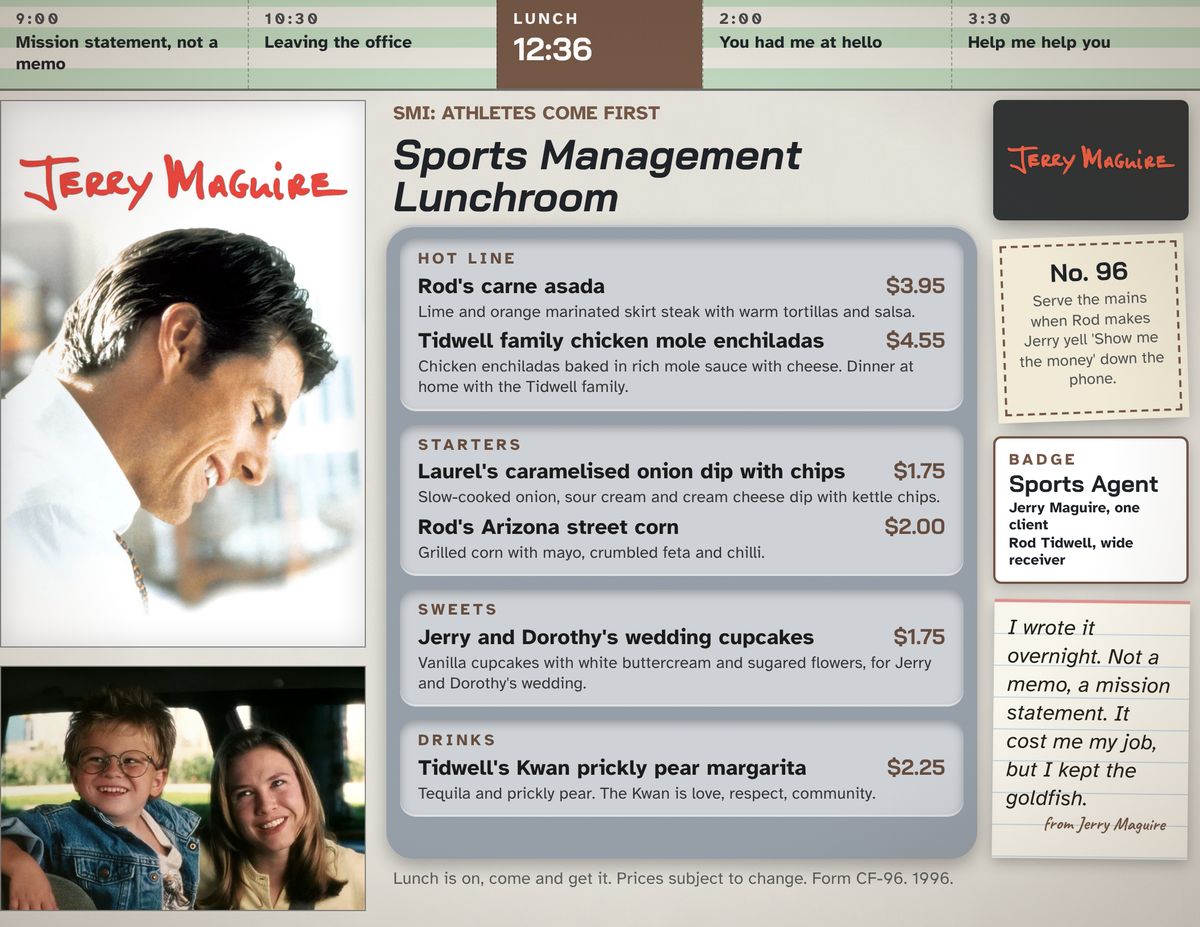 9:00
Mission statement, not a
memo
10:30
Leaving the office
LUNCH
12:36
2:00
You had me at hello
3:30
Help me help you
JERRY MAGUIRE
SMI: ATHLETES COME FIRST
Sports Management
Lunchroom
HOT LINE
Rod's carne asada $3.95
Lime and orange marinated skirt steak with warm tortillas and salsa.
Tidwell family chicken mole enchiladas $4.55
Chicken enchiladas baked in rich mole sauce with cheese. Dinner at
home with the Tidwell family.
STARTERS
Laurel's caramelised onion dip with chips $1.75
Slow-cooked onion, sour cream and cream cheese dip with kettle chips.
Rod's Arizona street corn $2.00
Grilled corn with mayo, crumbled feta and chilli.
SWEETS
Jerry and Dorothy's wedding cupcakes $1.75
Vanilla cupcakes with white buttercream and sugared flowers, for Jerry
and Dorothy's wedding.
DRINKS
Tidwell's Kwan prickly pear margarita $2.25
Tequila and prickly pear. The Kwan is love, respect, community.
Lunch is on, come and get it. Prices subject to change. Form CF-96. 1996.
JERRY MAGUIRE
No. 96
Serve the mains
when Rod makes
Jerry yell 'Show me
the money' down the
phone.
BADGE
Sports Agent
Jerry Maguire, one
client
Rod Tidwell, wide
receiver
I wrote it
overnight. Not a
memo, a mission
statement. It
cost me my job,
but I kept the
goldfish.
from Jerry Maguire